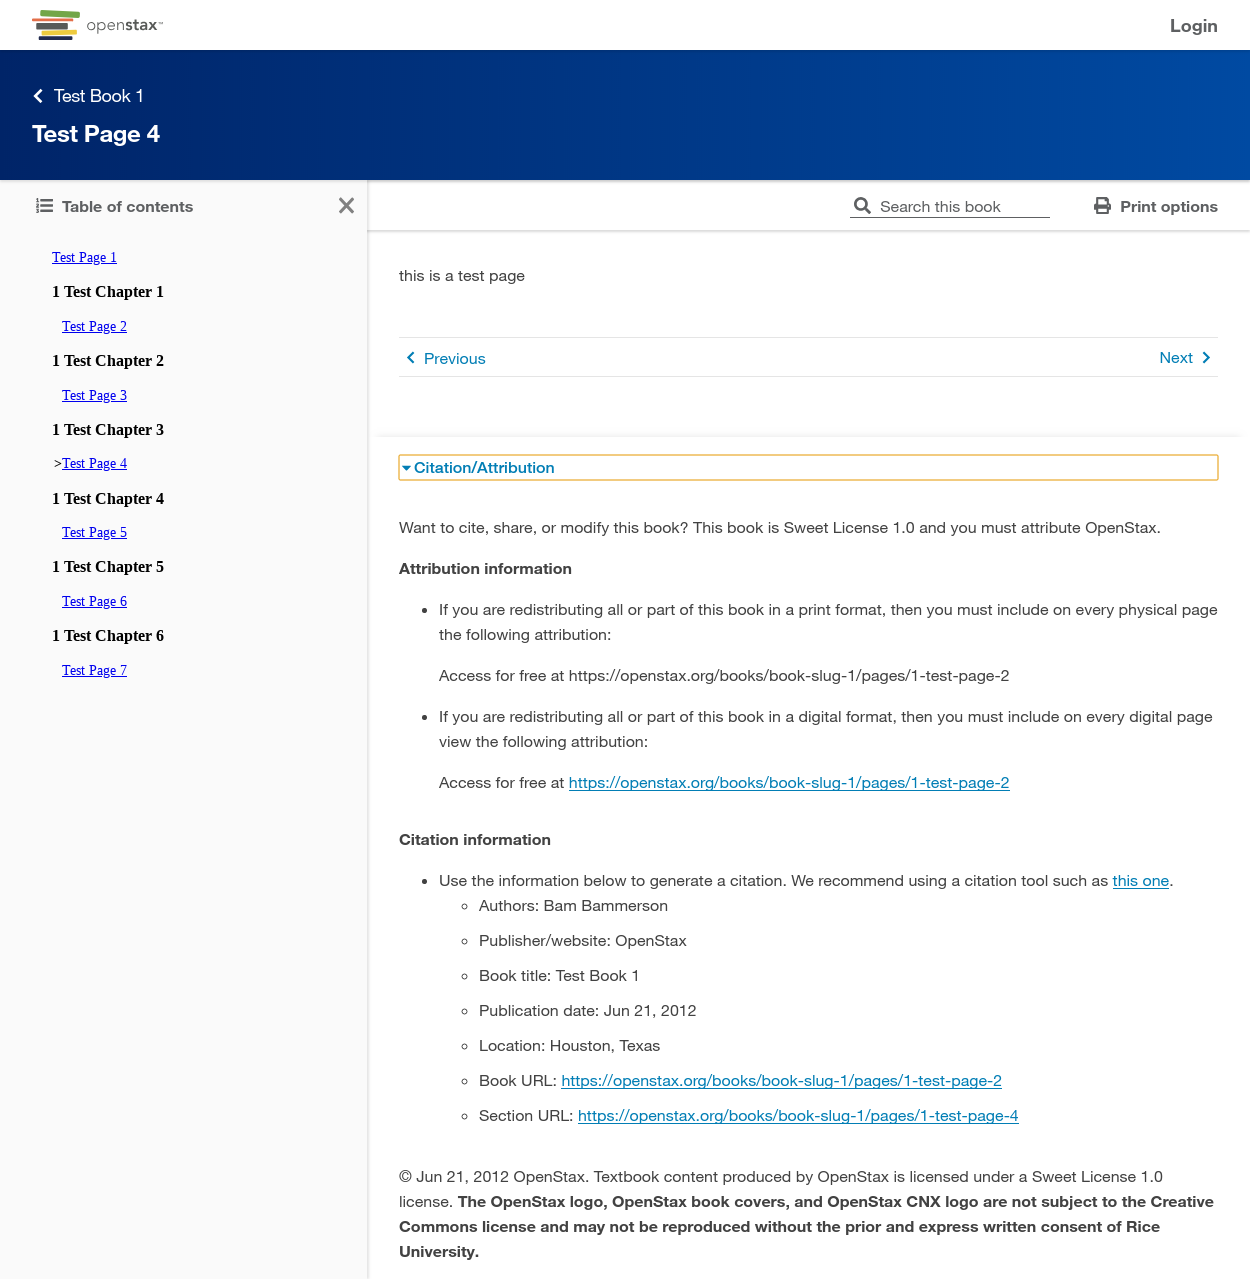 openstax™
Login
Test Book 1
Test Page 4
Table of contents
Search this book
Print options
Test Page 1
1 Test Chapter 1
Test Page 2
1 Test Chapter 2
Test Page 3
1 Test Chapter 3
>Test Page 4
1 Test Chapter 4
Test Page 5
1 Test Chapter 5
Test Page 6
1 Test Chapter 6
Test Page 7
this is a test page
Previous
Next
Citation/Attribution
Want to cite, share, or modify this book? This book is Sweet License 1.0 and you must attribute OpenStax.
Attribution information
If you are redistributing all or part of this book in a print format, then you must include on every physical page
the following attribution:
Access for free at https://openstax.org/books/book-slug-1/pages/1-test-page-2
If you are redistributing all or part of this book in a digital format, then you must include on every digital page
view the following attribution:
Access for free at https://openstax.org/books/book-slug-1/pages/1-test-page-2
Citation information
Use the information below to generate a citation. We recommend using a citation tool such as this one.
Authors: Bam Bammerson
Publisher/website: OpenStax
Book title: Test Book 1
Publication date: Jun 21, 2012
Location: Houston, Texas
Book URL: https://openstax.org/books/book-slug-1/pages/1-test-page-2
Section URL: https://openstax.org/books/book-slug-1/pages/1-test-page-4
© Jun 21, 2012 OpenStax. Textbook content produced by OpenStax is licensed under a Sweet License 1.0
license. The OpenStax logo, OpenStax book covers, and OpenStax CNX logo are not subject to the Creative
Commons license and may not be reproduced without the prior and express written consent of Rice
University.